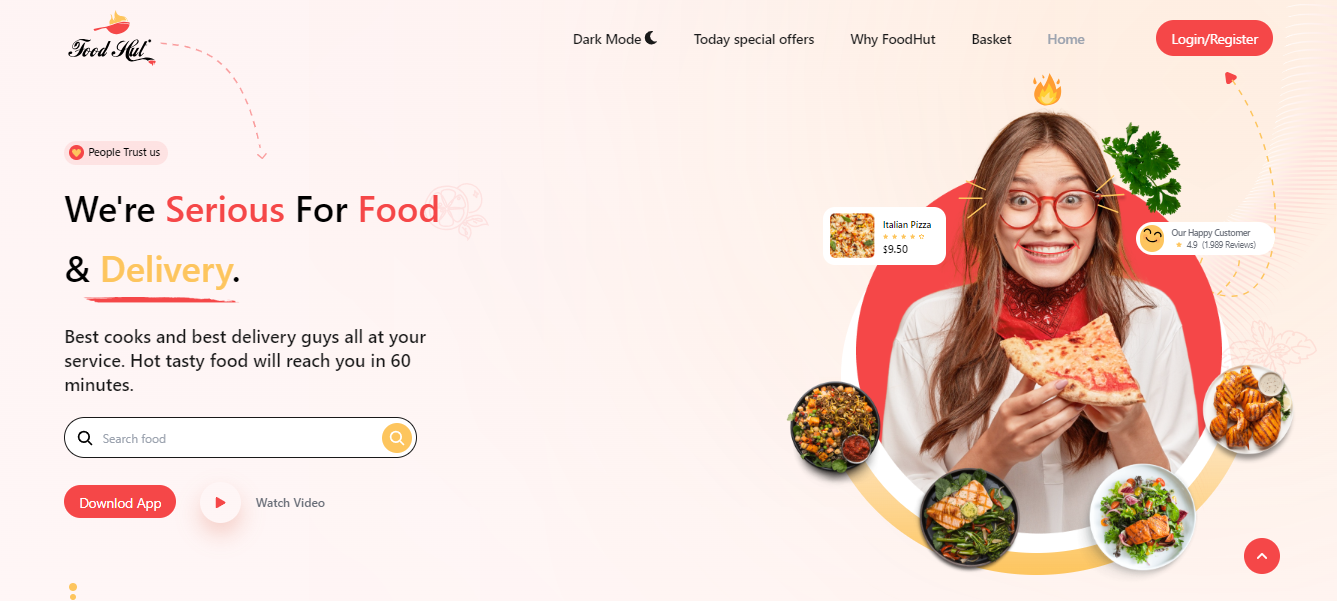 Food Hut
Dark Mode
Today special offers
Why FoodHut
Basket
Home
Login/Register
People Trust us
We're Serious For Food
& Delivery.
Best cooks and best delivery guys all at your
service. Hot tasty food will reach you in 60
minutes.
Search food
Downlod App
Watch Video
Italian Pizza
$9.50
Our Happy Customer
4.9 (1.989 Reviews)